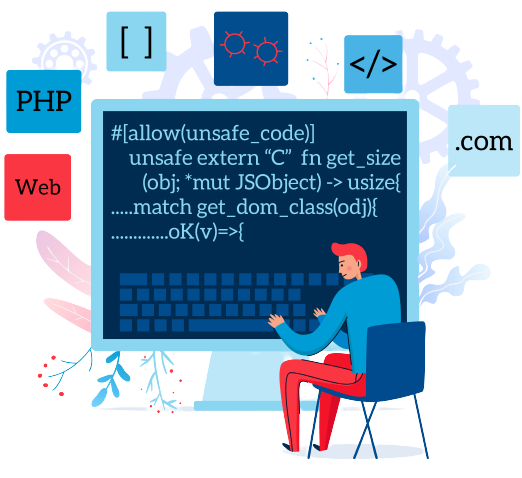 [ ]
</>
PHP
.com
Web
#[allow(unsafe_code)]
unsafe extern “C” fn get_size
(obj; *mut JSObject) -> usize{
.....match get_dom_class(odj){
.............oK(v)=>{